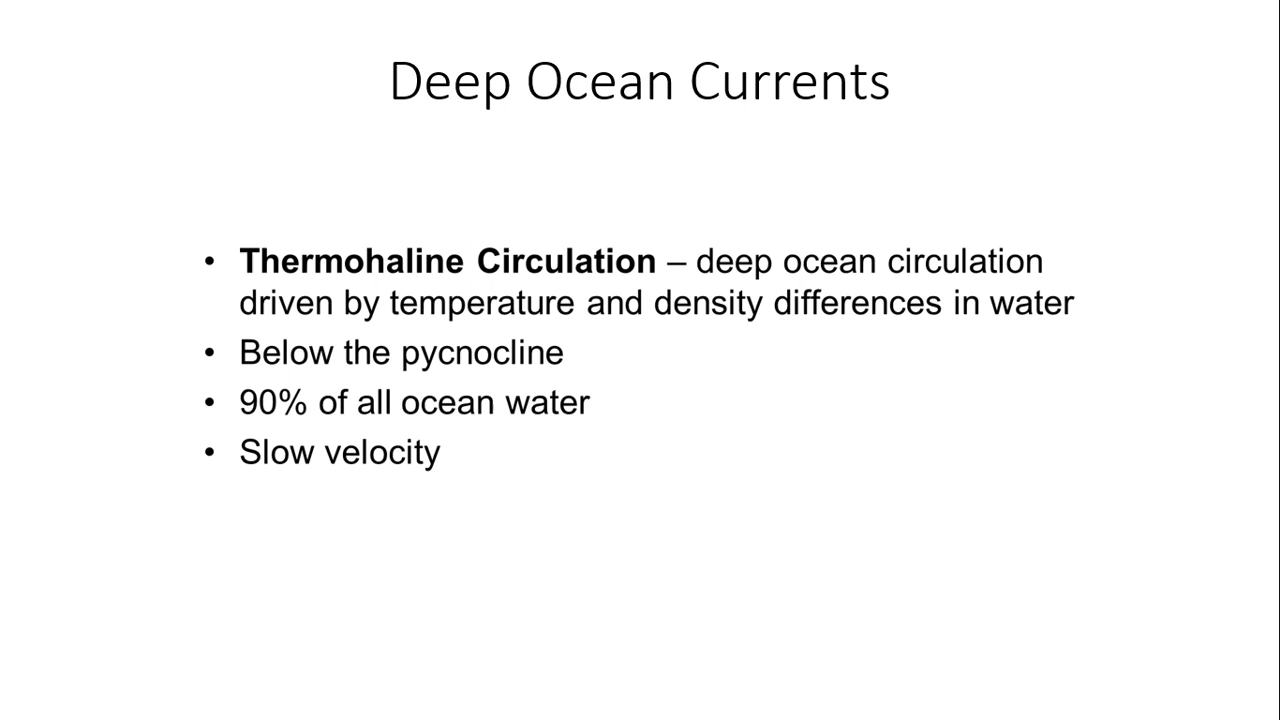 Deep Ocean Currents
• Thermohaline Circulation – deep ocean circulation
driven by temperature and density differences in water
• Below the pycnocline
• 90% of all ocean water
• Slow velocity